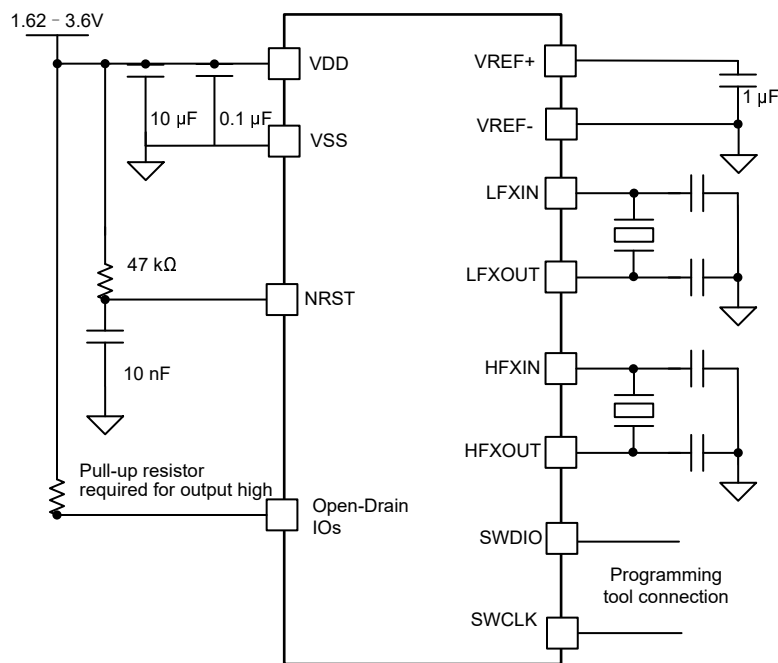 1.62 - 3.6V
VDD
10 µF
0.1 µF
VSS
47 kΩ
NRST
10 nF
Pull-up resistor
required for output high
Open-Drain
IOs
VREF+
1 µF
VREF-
LFXIN
LFXOUT
HFXIN
HFXOUT
SWDIO
Programming
tool connection
SWCLK